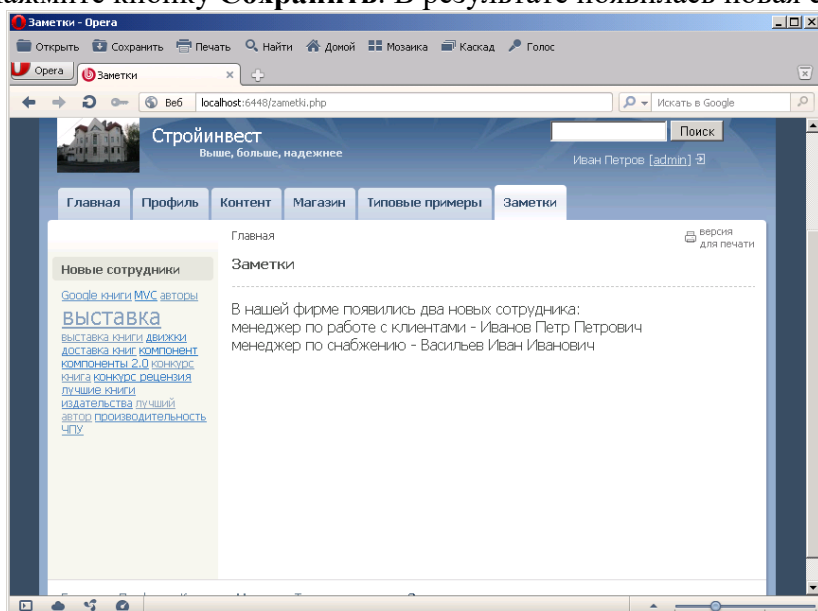 Сохранить. В результате появилась новая
Заметки - Opera
Открыть Сохранить Печать Найти Домой Мозаика Каскад Голос
Opera Заметки
Веб localhost:6448/zametki.php Искать в Google
Стройинвест Поиск
Выше, больше, надежнее
Иван Петров [admin]
Главная Профиль Контент Магазин Типовые примеры Заметки
Главная
версия
для печати
Новые сотрудники
Google книги MVC авторы
выставка
выставка книги движки
доставка книг компонент
компоненты 2.0 конкурс
книга конкурс рецензия
лучшие книги
издательства лучший
автор производительность
ЧПУ
Заметки
В нашей фирме появились два новых сотрудника:
менеджер по работе с клиентами - Иванов Петр Петрович
менеджер по снабжению - Васильев Иван Иванович